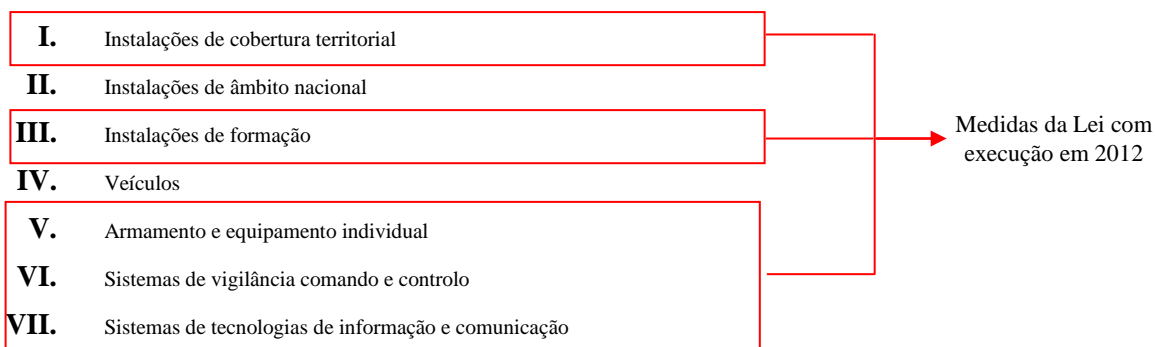 I. Instalações de cobertura territorial
II. Instalações de âmbito nacional
III. Instalações de formação
IV. Veículos
V. Armamento e equipamento individual
VI. Sistemas de vigilância comando e controlo
VII. Sistemas de tecnologias de informação e comunicação
Medidas da Lei com
execução em 2012